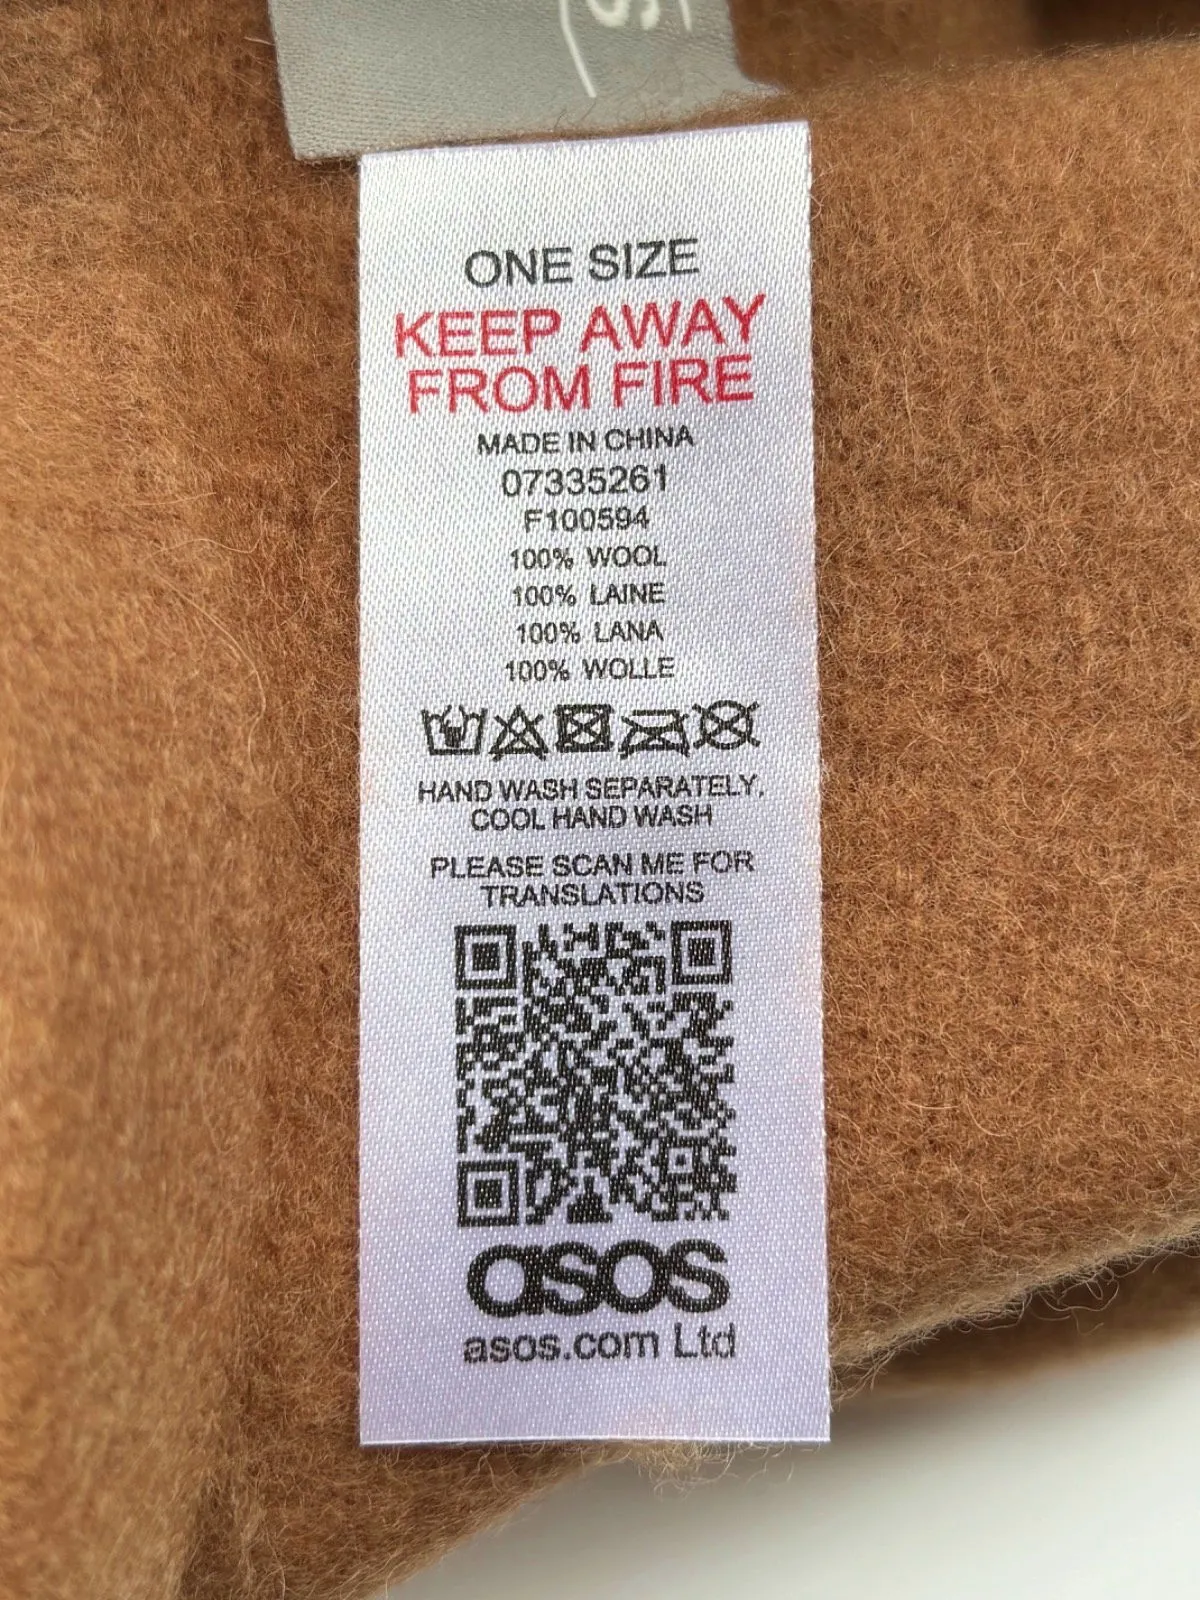 ONE SIZE
KEEP AWAY
FROM FIRE
MADE IN CHINA
07335261
F100594
100% WOOL
100% LAINE
100% LANA
100% WOLLE
HAND WASH SEPARATELY,
COOL HAND WASH
PLEASE SCAN ME FOR
TRANSLATIONS
asos
asos.com Ltd